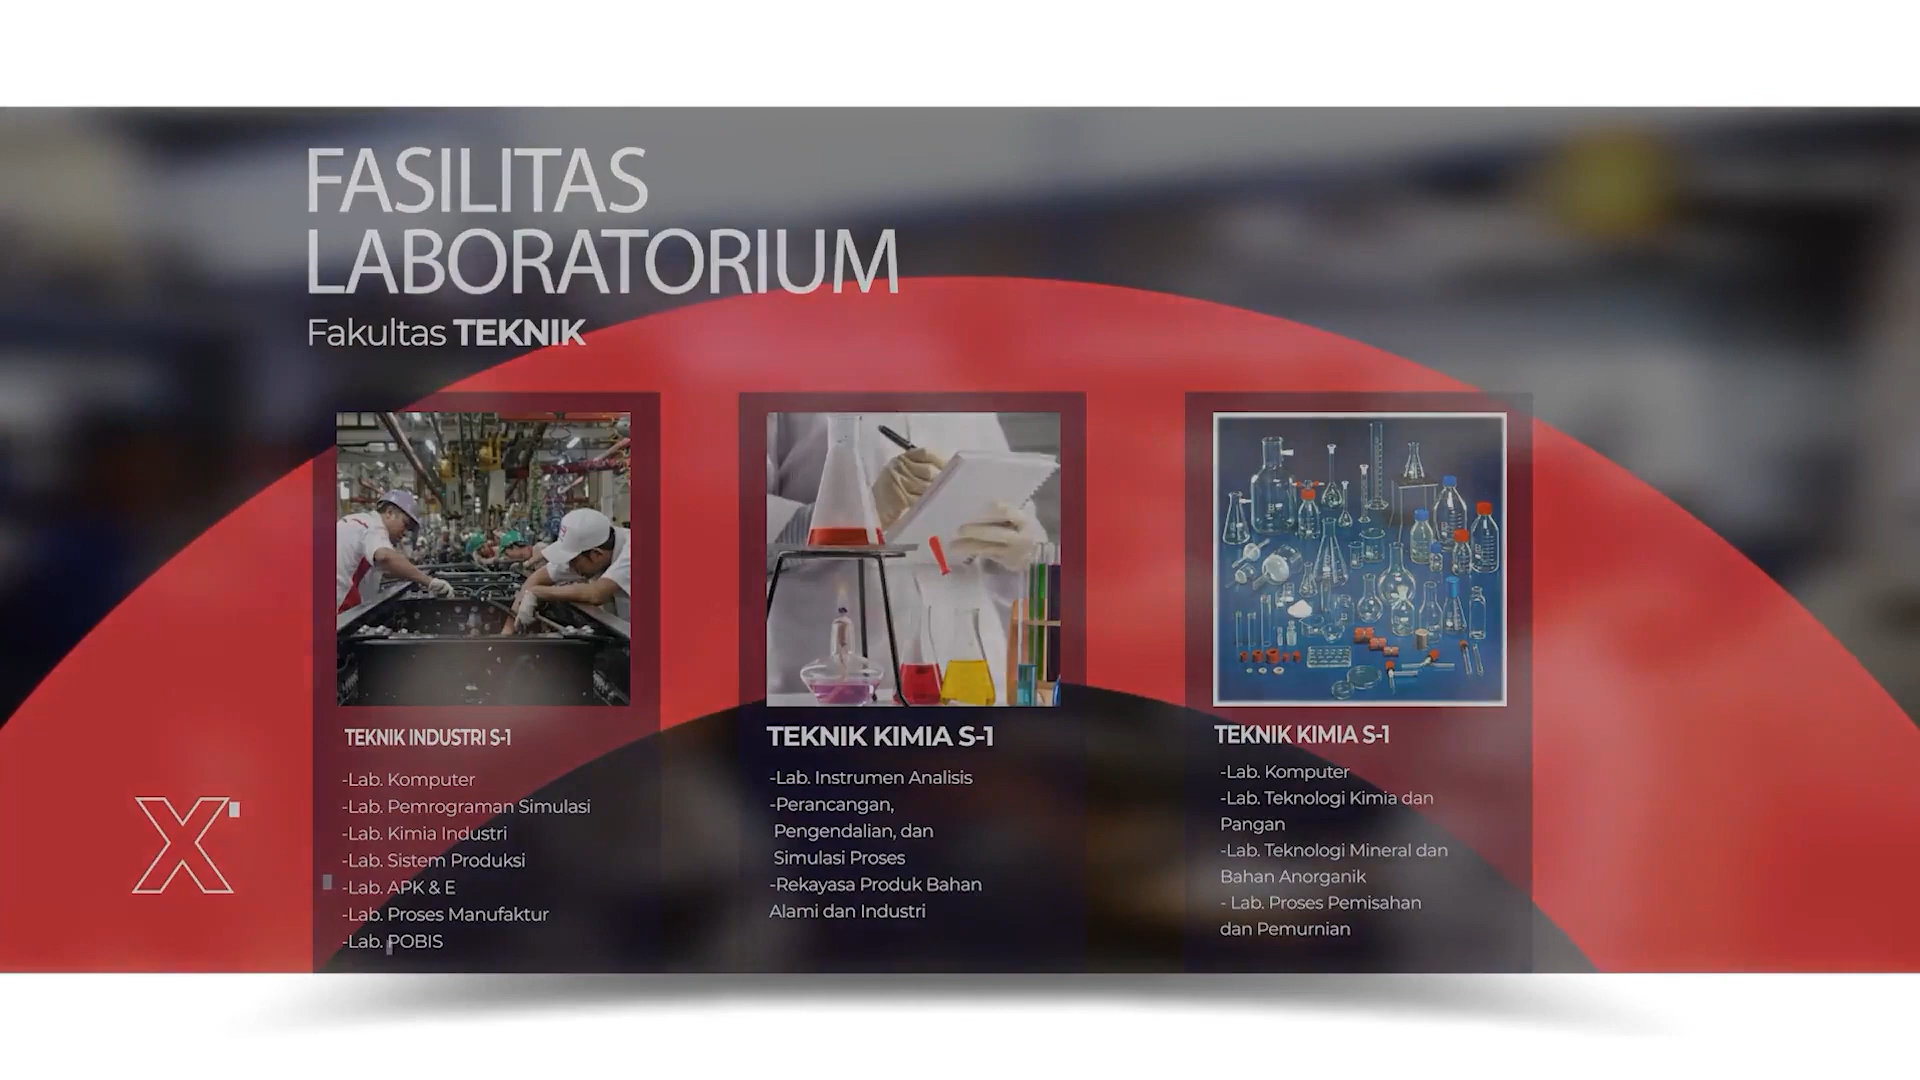 FASILITAS
LABORATORIUM
Fakultas TEKNIK
TEKNIK INDUSTRI S-1
-Lab. Komputer
-Lab. Pemrograman Simulasi
-Lab. Kimia Industri
-Lab. Sistem Produksi
-Lab. APK & E
-Lab. Proses Manufaktur
-Lab. POBIS
TEKNIK KIMIA S-1
-Lab. Instrumen Analisis
-Perancangan,
Pengendalian, dan
Simulasi Proses
-Rekayasa Produk Bahan
Alami dan Industri
TEKNIK KIMIA S-1
-Lab. Komputer
-Lab. Teknologi Kimia dan
Pangan
-Lab. Teknologi Mineral dan
Bahan Anorganik
- Lab. Proses Pemisahan
dan Pemurnian
X